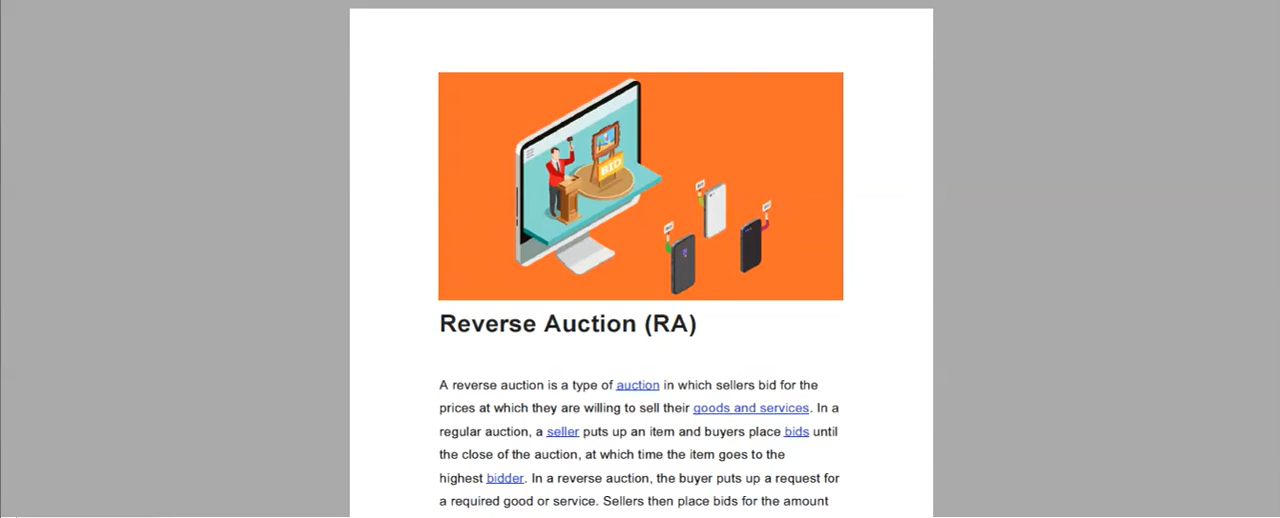 BID
Reverse Auction (RA)
A reverse auction is a type of auction in which sellers bid for the
prices at which they are willing to sell their goods and services. In a
regular auction, a seller puts up an item and buyers place bids until
the close of the auction, at which time the item goes to the
highest bidder. In a reverse auction, the buyer puts up a request for
a required good or service. Sellers then place bids for the amount